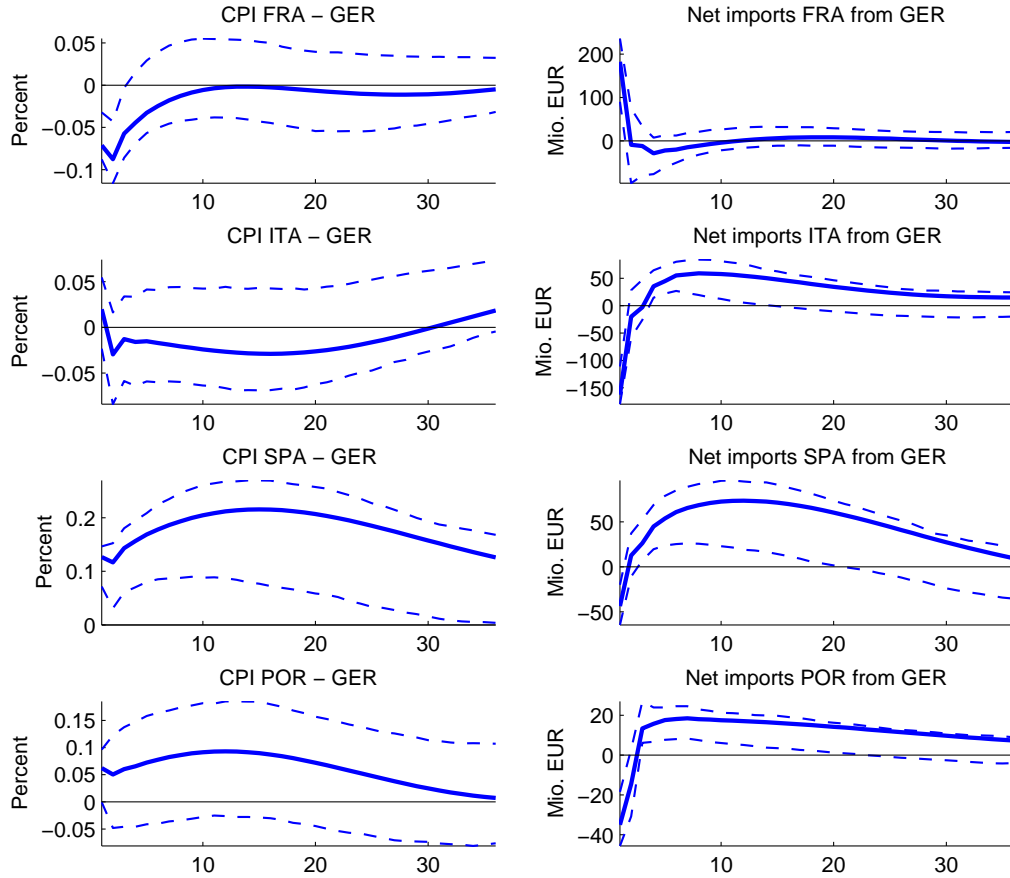 CPI FRA − GER
Percent
0.05
0
−0.05
−0.1
10 20 30
Net imports FRA from GER
Mio. EUR
200
100
0
10 20 30
CPI ITA − GER
Percent
0.05
0
−0.05
10 20 30
Net imports ITA from GER
Mio. EUR
50
0
−50
−100
−150
10 20 30
CPI SPA − GER
Percent
0.2
0.1
0
10 20 30
Net imports SPA from GER
Mio. EUR
50
0
−50
10 20 30
CPI POR − GER
Percent
0.15
0.1
0.05
0
−0.05
10 20 30
Net imports POR from GER
Mio. EUR
20
0
−20
−40
10 20 30